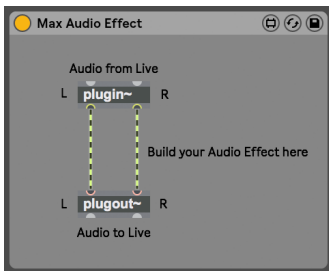 Max Audio Effect
Audio from Live
L plugin~ R
Build your Audio Effect here
L plugout~ R
Audio to Live